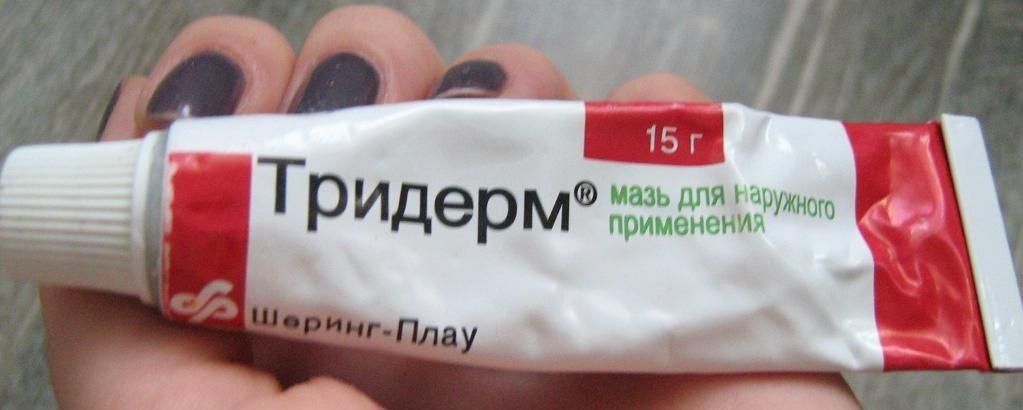 15 г
Тридерм®
мазь для наружного
применения
Шеринг-Плау